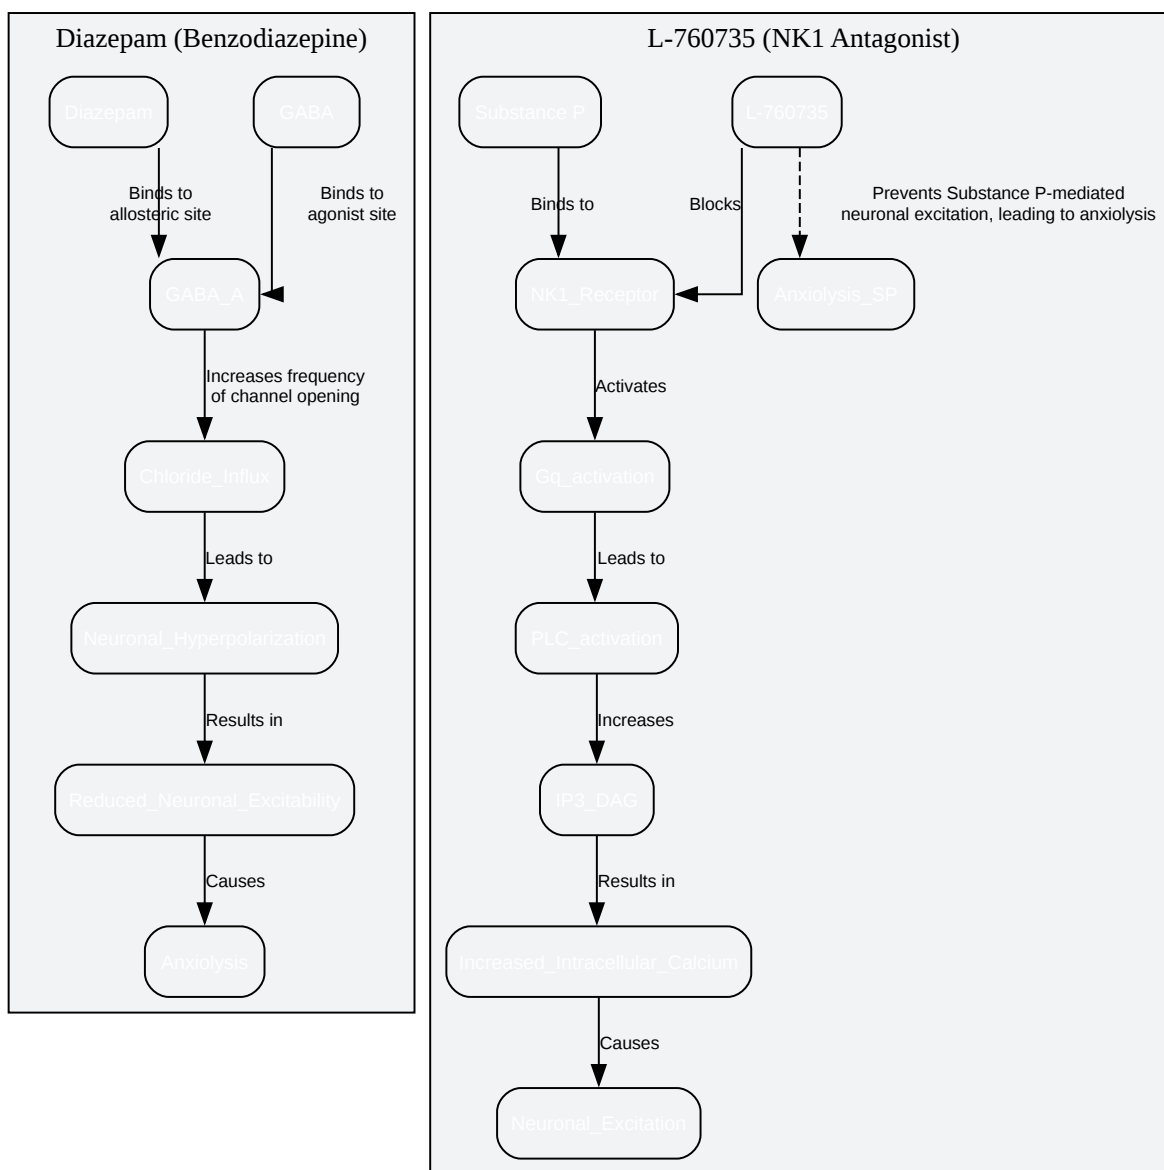 Diazepam (Benzodiazepine)
Diazepam
GABA
Binds to
allosteric site
Binds to
agonist site
GABA_A
Increases frequency
of channel opening
Chloride_Influx
Leads to
Neuronal_Hyperpolarization
Results in
Reduced_Neuronal_Excitability
Causes
Anxiolysis
L-760735 (NK1 Antagonist)
Substance P
L-760735
Binds to
Blocks
Prevents Substance P-mediated
neuronal excitation, leading to anxiolysis
NK1_Receptor
Anxiolysis_SP
Activates
Gq_activation
Leads to
PLC_activation
Increases
IP3_DAG
Results in
Increased_Intracellular_Calcium
Causes
Neuronal_Excitation